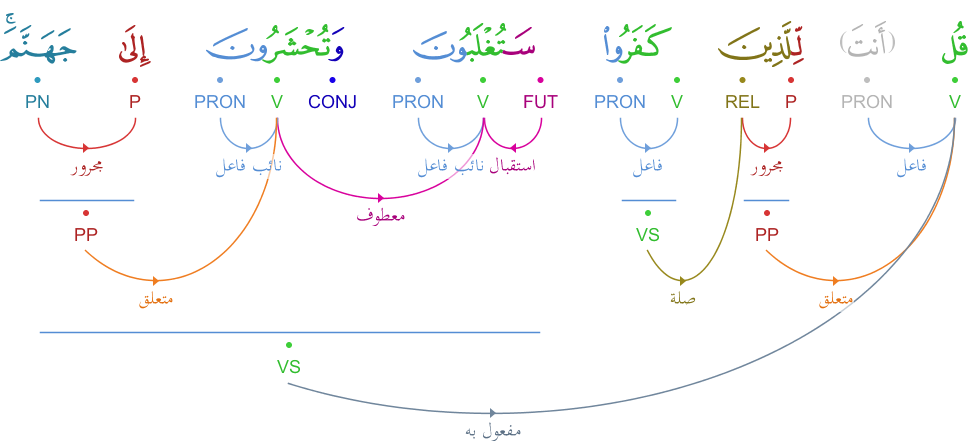 قُل (أَنتَ) لِّلَّذِينَ كَفَرُوا۟ سَتُغْلَبُونَ وَتُحْشَرُونَ إِلَىٰ جَهَنَّمَ ۚ
V PRON P REL V PRON FUT V PRON CONJ V PRON P PN
فاعل مجرور فاعل استقبال نائب فاعل نائب فاعل مجرور
معطوف
PP VS PP
متعلق صلة متعلق
VS
مفعول به